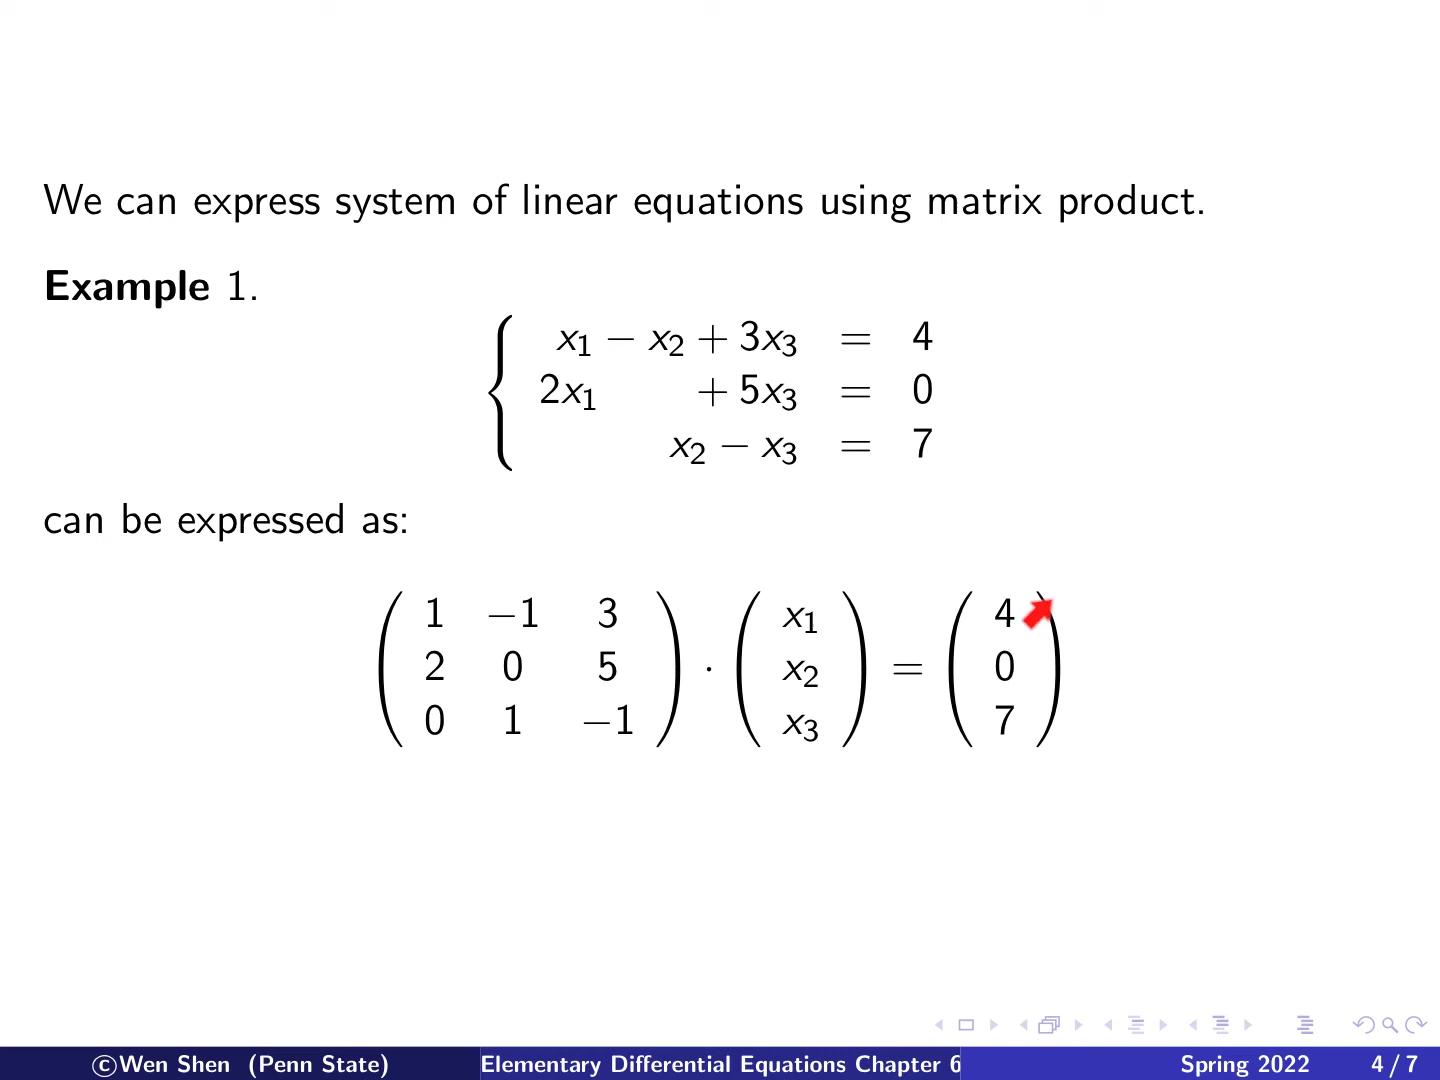 We can express system of linear equations using matrix product.
Example 1.
x₁ − x₂ + 3x₃ = 4
2x₁ + 5x₃ = 0
x₂ − x₃ = 7
can be expressed as:
( 1 −1 3 ) ( x₁ ) ( 4 )
( 2 0 5 ) · ( x₂ ) = ( 0 )
( 0 1 −1 ) ( x₃ ) ( 7 )
©Wen Shen (Penn State) Elementary Differential Equations Chapter 6 Spring 2022 4 / 7